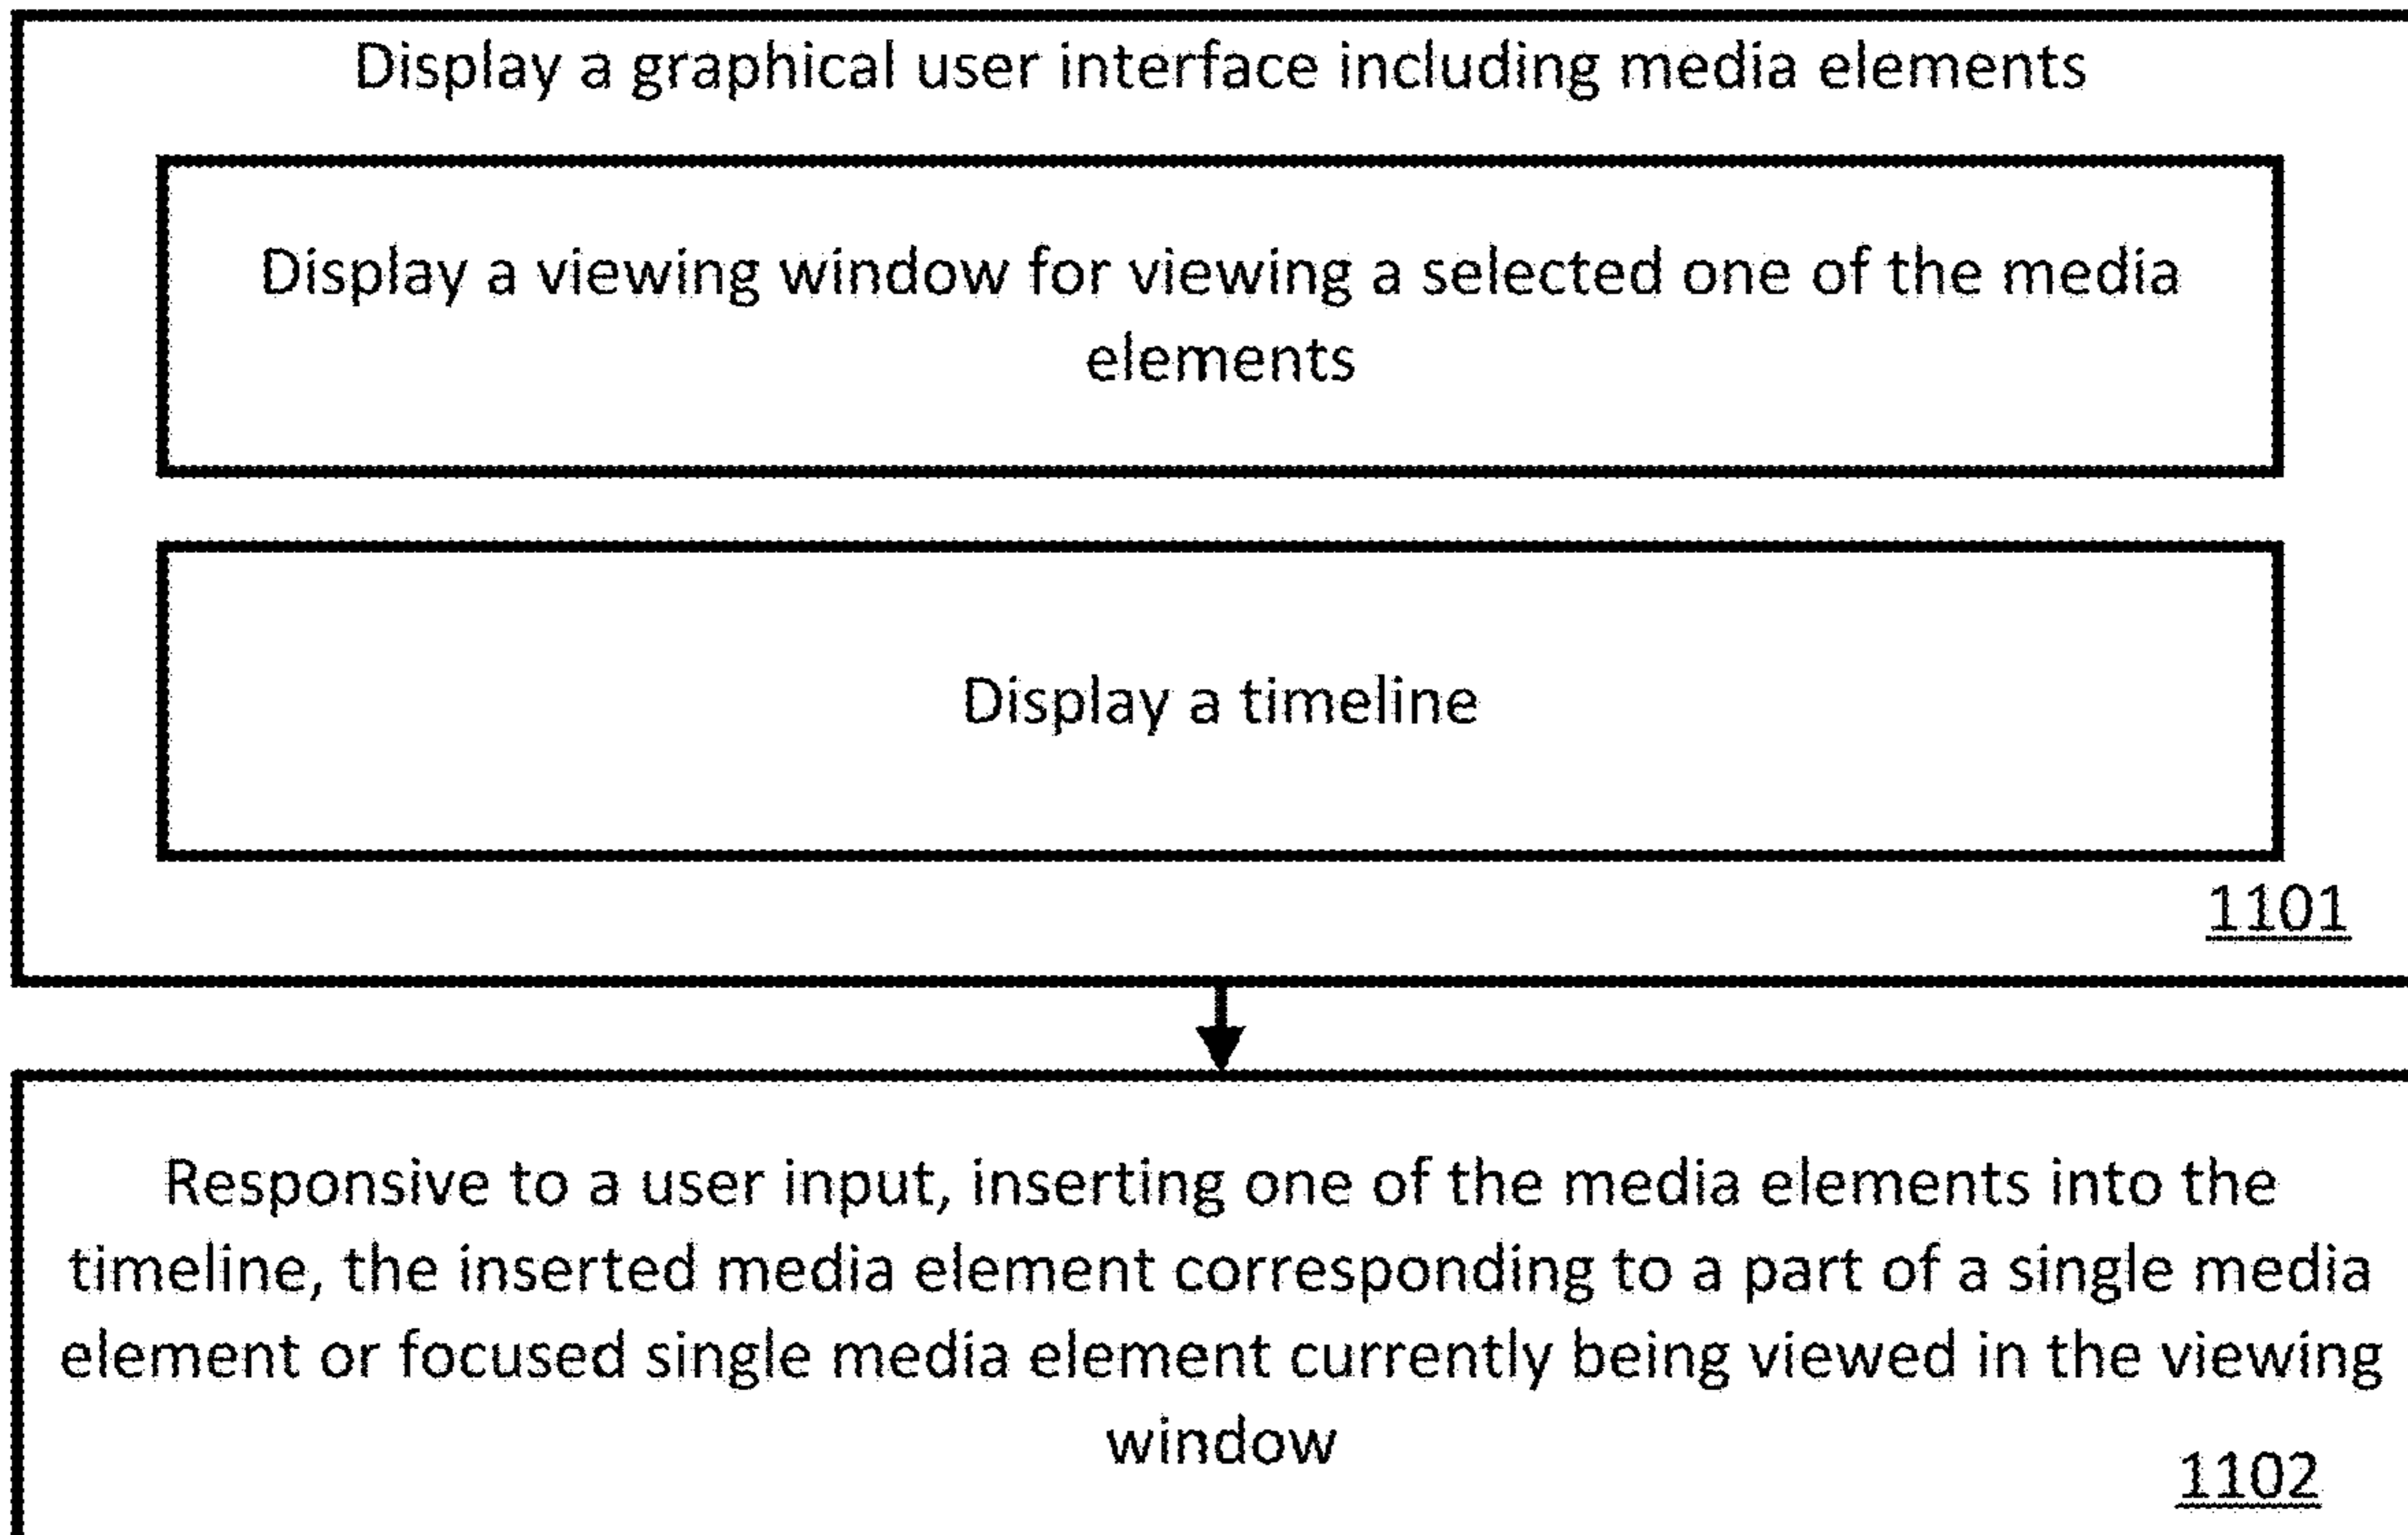 Display a graphical user interface including media elements
Display a viewing window for viewing a selected one of the media
elements
Display a timeline
1101
Responsive to a user input, inserting one of the media elements into the
timeline, the inserted media element corresponding to a part of a single media
element or focused single media element currently being viewed in the viewing
window
1102